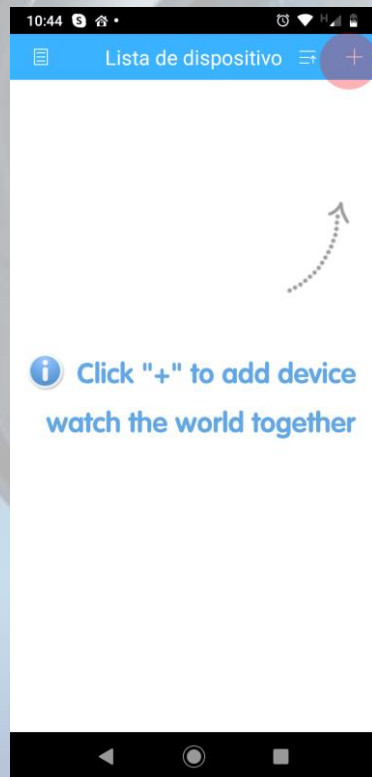 10:44
Lista de dispositivo
Click "+" to add device
watch the world together